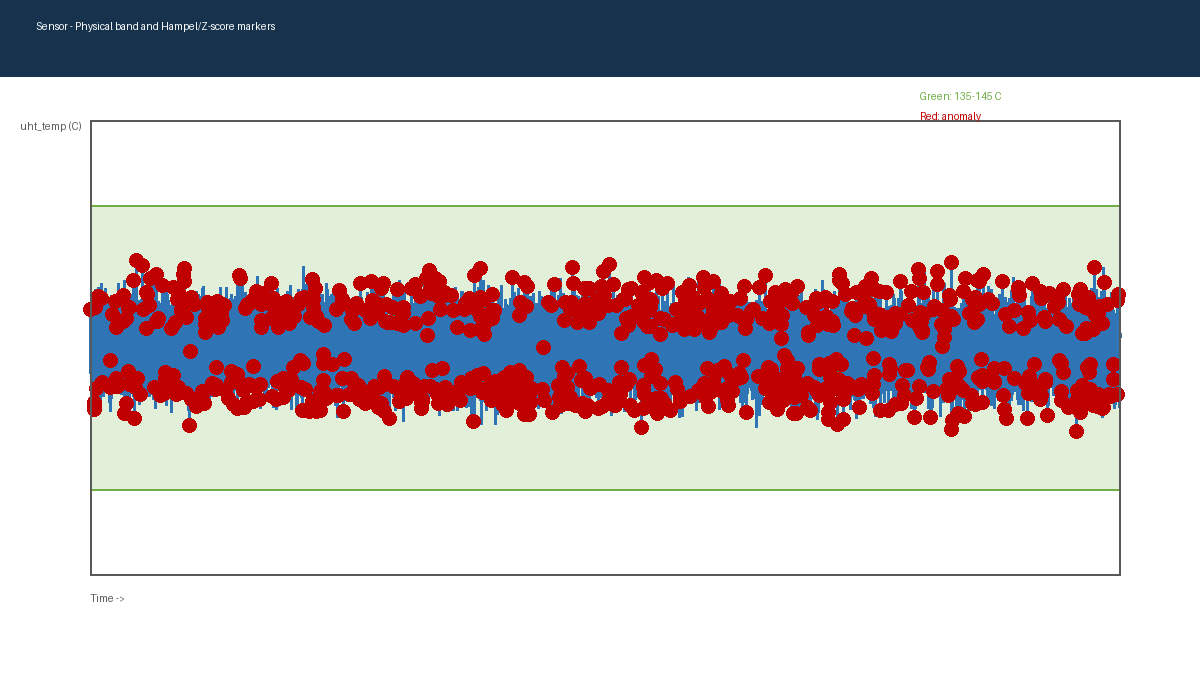 Sensor - Physical band and Hampel/Z-score markers
Green: 135-145 C
Red: anomaly
uht_temp (C)
Time ->